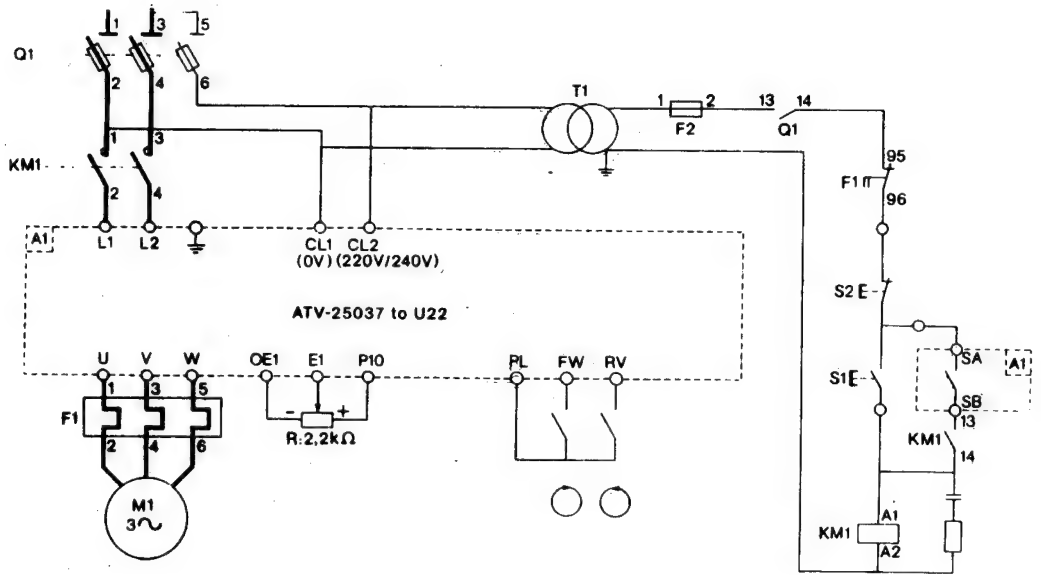 1 3 5
Q1
2 4 6
T1
1 2 13 14
F2 Q1
1 3
KM1
2 4
95
F1
96
A1 L1 L2 CL1 CL2
(0V) (220V/240V)
S2 E
ATV-25037 to U22
U V W OE1 E1 P10 PL FW RV
SA A1
S1 E
SB
1 3 5
F1
- +
R:2,2kΩ
2 4 6
13
KM1
14
M1
3∿
KM1 A1
A2